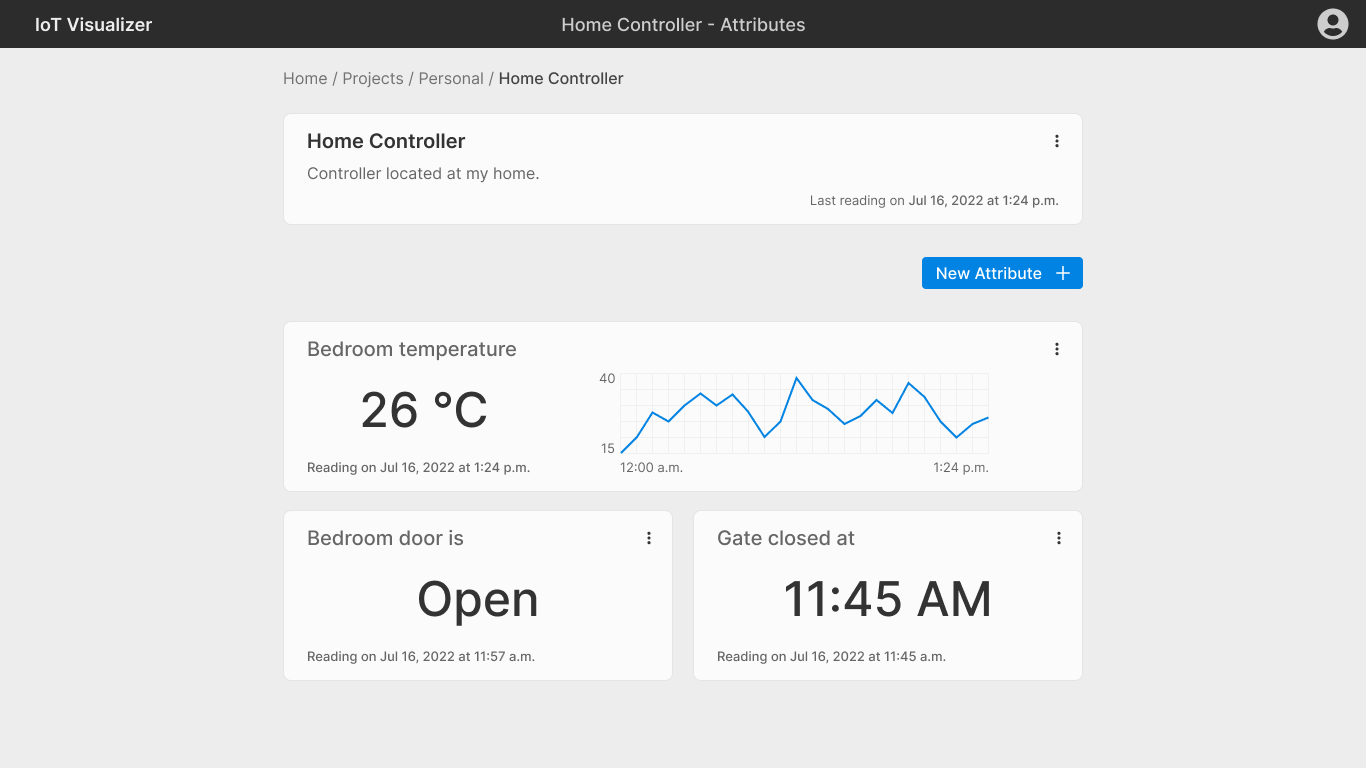 IoT Visualizer
Home Controller - Attributes
Home / Projects / Personal / Home Controller
Home Controller
Controller located at my home.
Last reading on Jul 16, 2022 at 1:24 p.m.
New Attribute
Bedroom temperature
26 °C
Reading on Jul 16, 2022 at 1:24 p.m.
40
15
12:00 a.m.
1:24 p.m.
Bedroom door is
Open
Reading on Jul 16, 2022 at 11:57 a.m.
Gate closed at
11:45 AM
Reading on Jul 16, 2022 at 11:45 a.m.